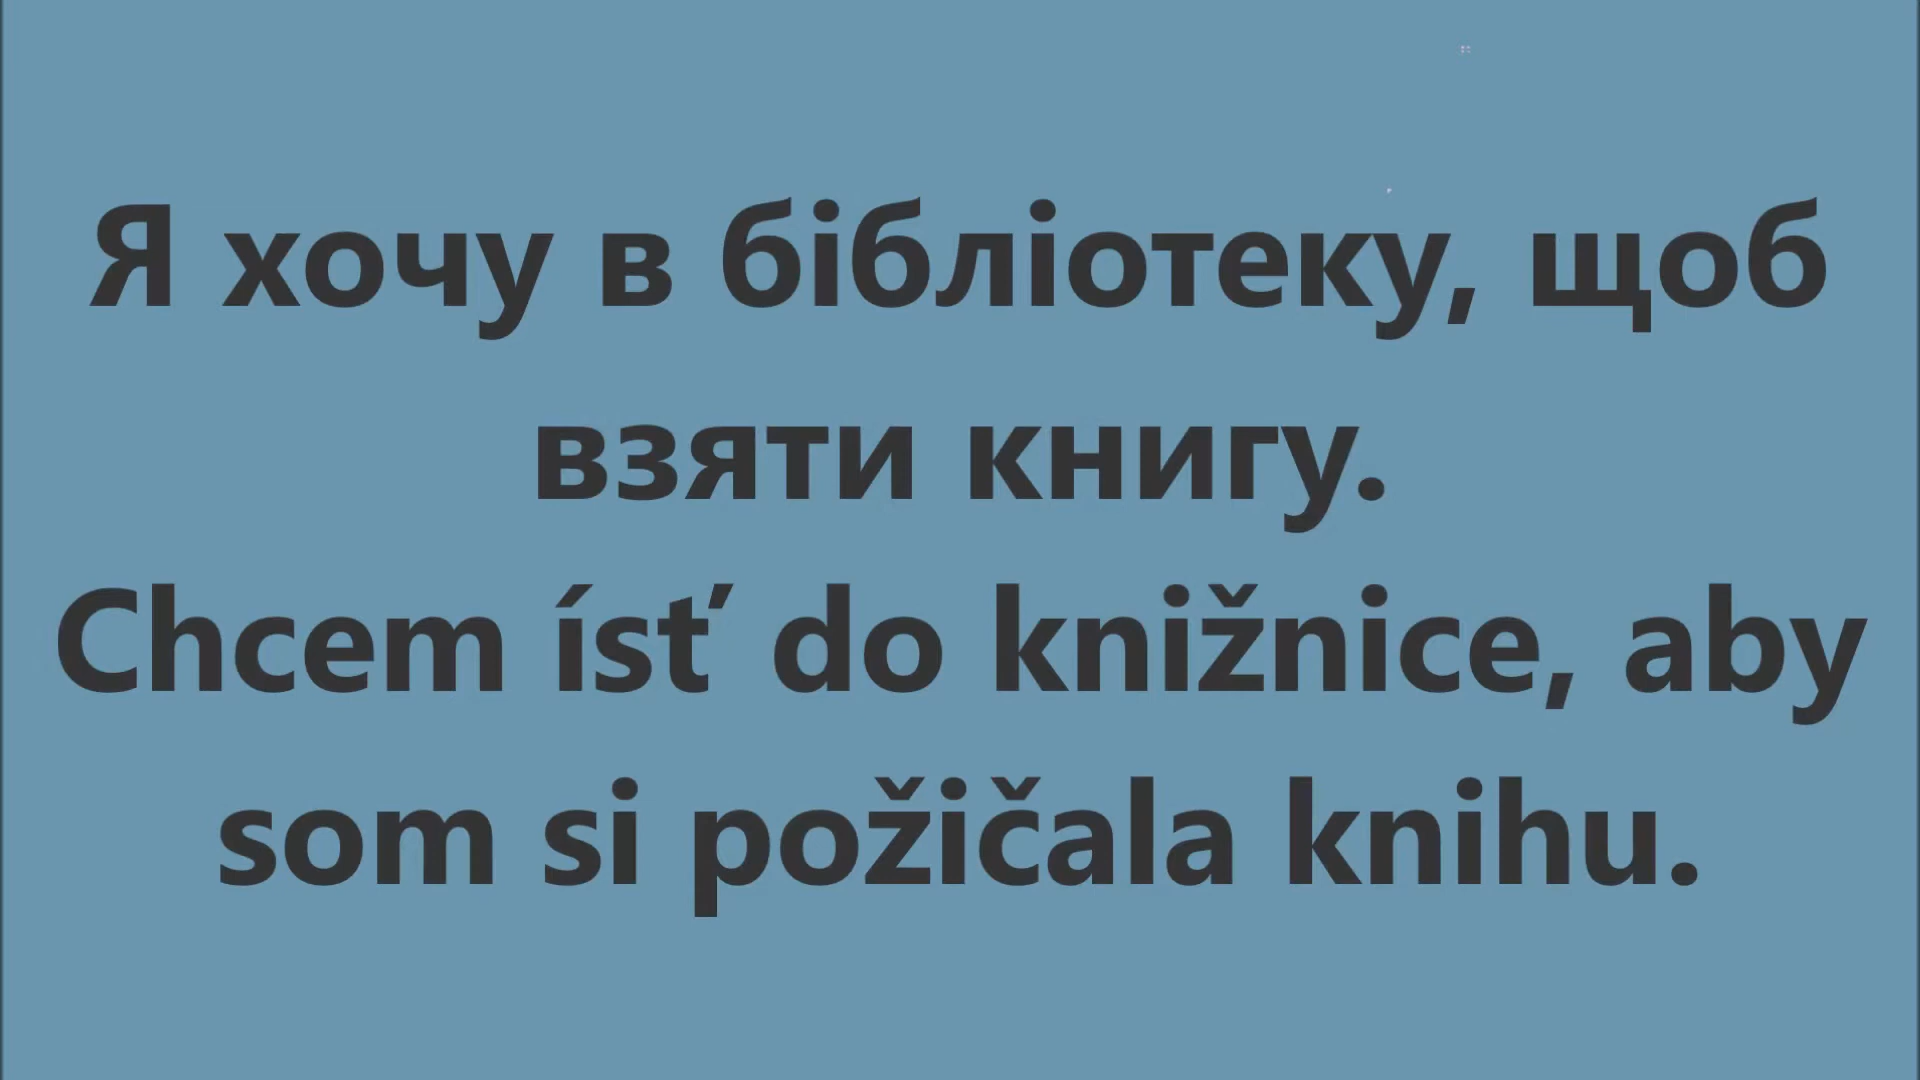 Я хочу в бібліотеку, щоб
взяти книгу.
Chcem ísť do knižnice, aby
som si požičala knihu.